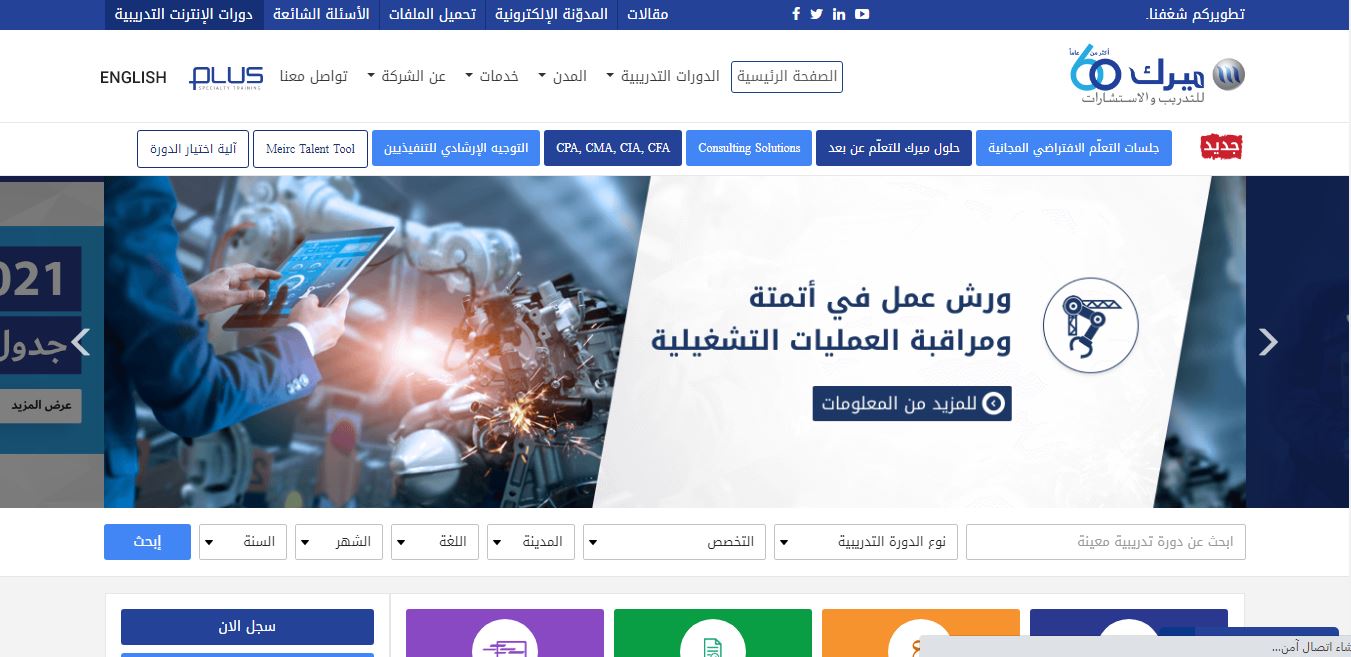 تطويركم شغفنا.
مقالات
المدوّنة الإلكترونية
تحميل الملفات
الأسئلة الشائعة
دورات الإنترنت التدريبية
أكثر من 60 عاماً
ميرك
للتدريب والاستشارات
الصفحة الرئيسية
الدورات التدريبية
المدن
خدمات
عن الشركة
تواصل معنا
PLUS
SPECIALTY TRAINING
ENGLISH
جديد
جلسات التعلّم الافتراضي المجانية
حلول ميرك للتعلّم عن بعد
Consulting Solutions
CPA, CMA, CIA, CFA
التوجيه الإرشادي للتنفيذيين
Meirc Talent Tool
آلية اختيار الدورة
ورش عمل في أتمتة
ومراقبة العمليات التشغيلية
للمزيد من المعلومات
021
جدول
عرض المزيد
ابحث عن دورة تدريبية معينة
نوع الدورة التدريبية
التخصص
المدينة
اللغة
الشهر
السنة
إبحث
سجل الان
شاء اتصال آمن...